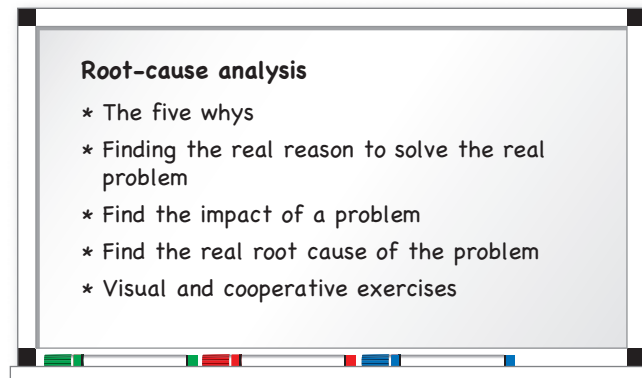 Root-cause analysis
* The five whys
* Finding the real reason to solve the real
problem
* Find the impact of a problem
* Find the real root cause of the problem
* Visual and cooperative exercises